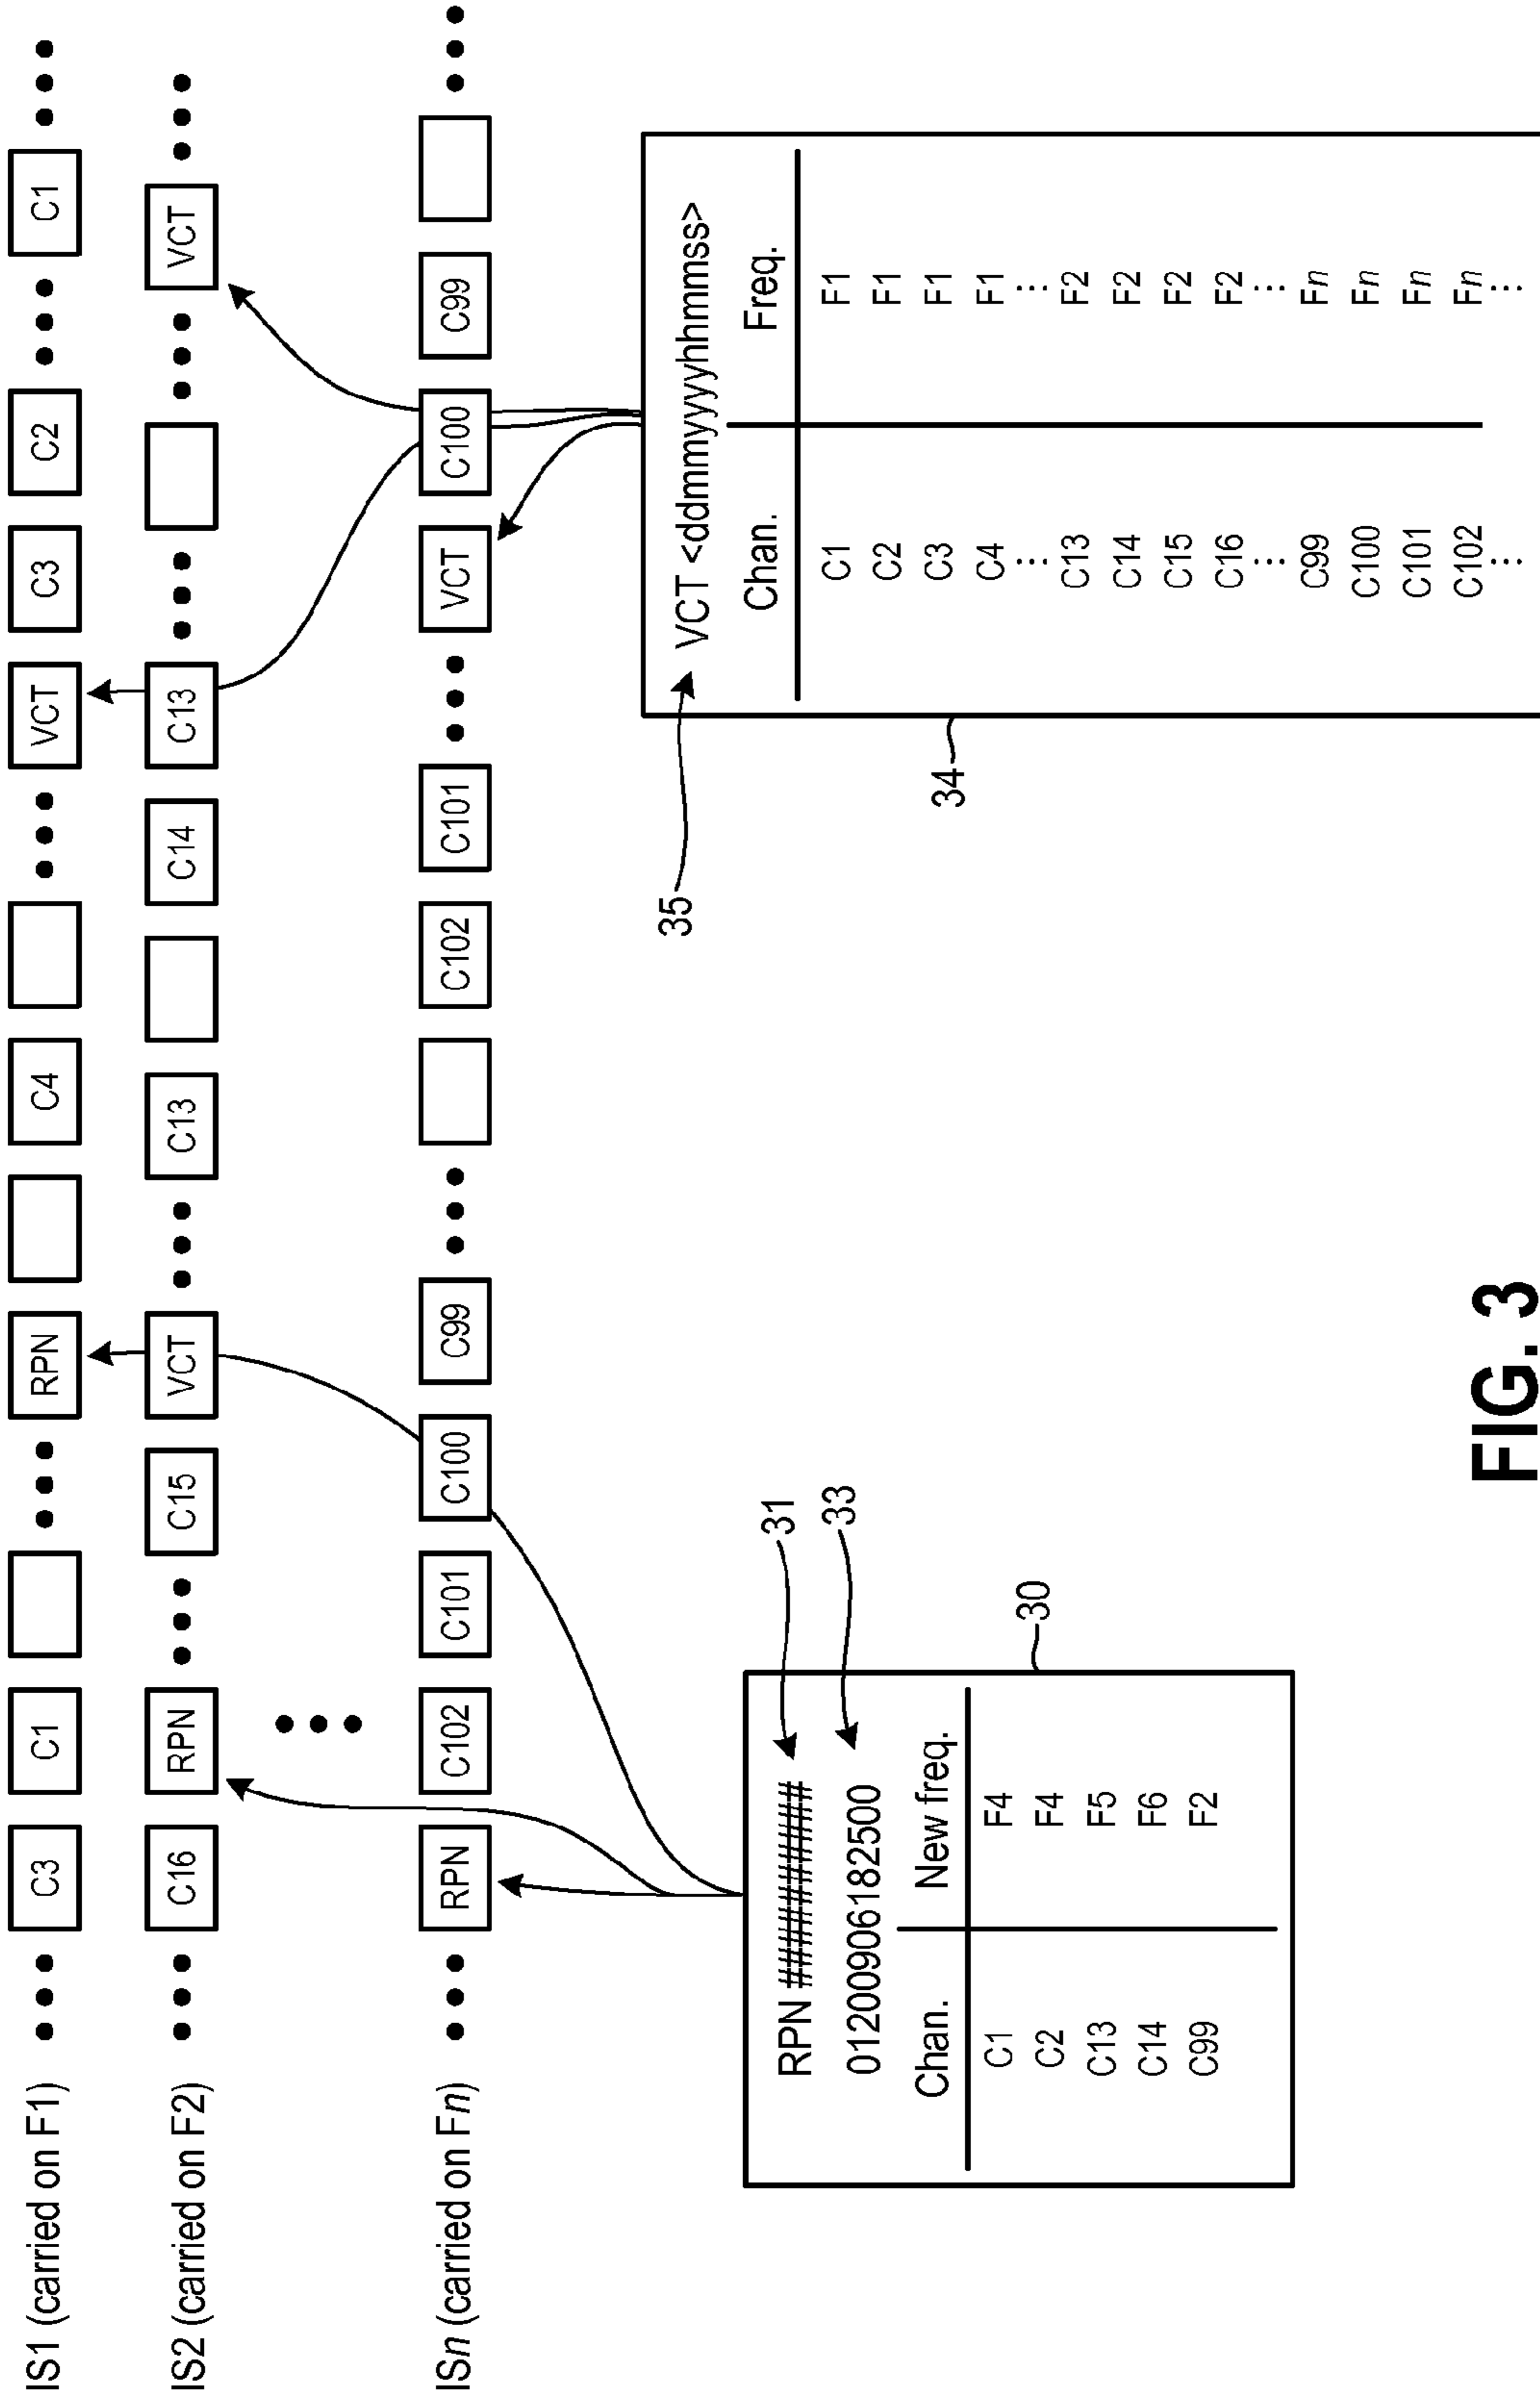 IS1 (carried on F1)
C3
C1
RPN
C4
VCT
C3
C2
C1
IS2 (carried on F2)
C16
RPN
C15
VCT
C13
C14
C13
VCT
ISn (carried on Fn)
RPN
C102
C101
C100
C99
C102
C101
VCT
C100
C99
RPN ############
01200906182500
Chan. New freq.
C1 F4
C2 F4
C13 F5
C14 F6
C99 F2
31
33
30
35
34
VCT <ddmmyyyyhhmmss>
Chan. Freq.
C1 F1
C2 F1
C3 F1
C4 F1
C13 F2
C14 F2
C15 F2
C16 F2
C99 Fn
C100 Fn
C101 Fn
C102 Fn
FIG. 3